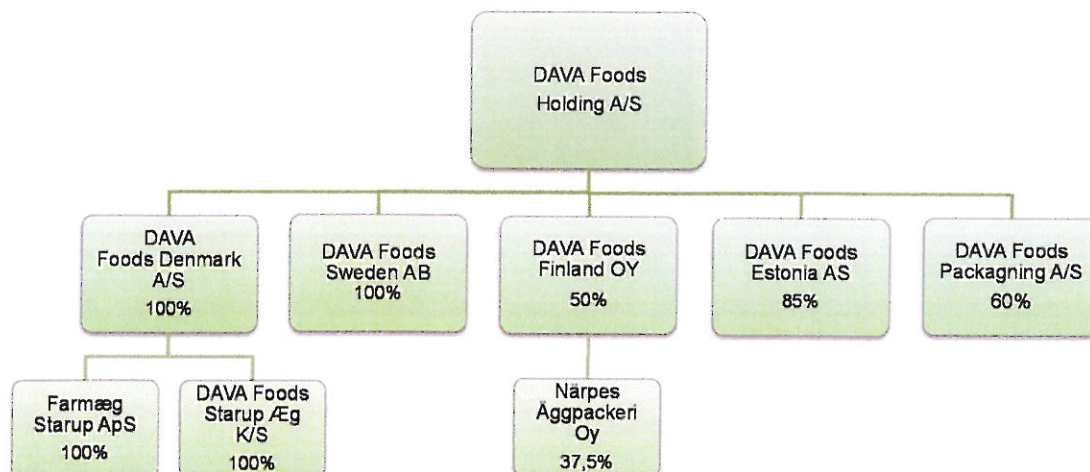 DAVA Foods
Holding A/S
DAVA
Foods Denmark
A/S
100%
DAVA Foods
Sweden AB
100%
DAVA Foods
Finland OY
50%
DAVA Foods
Estonia AS
85%
DAVA Foods
Packagning A/S
60%
Farmæg
Starup ApS
100%
DAVA Foods
Starup Æg
K/S
100%
Närpes
Äggpackeri
Oy
37,5%